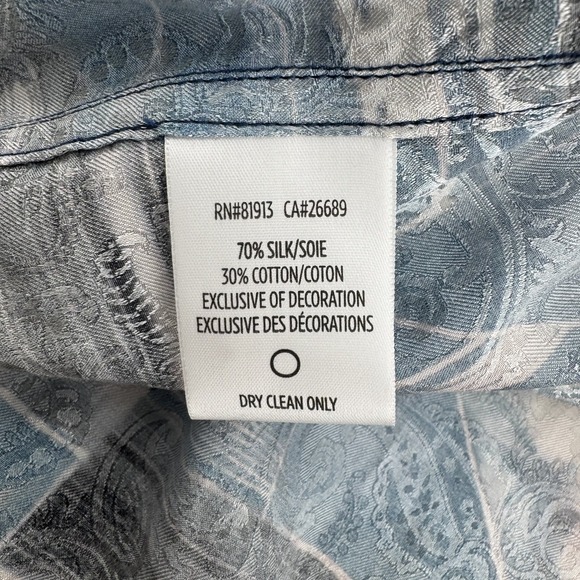 RN#81913 CA#26689
70% SILK/SOIE
30% COTTON/COTON
EXCLUSIVE OF DECORATION
EXCLUSIVE DES DÉCORATIONS
DRY CLEAN ONLY